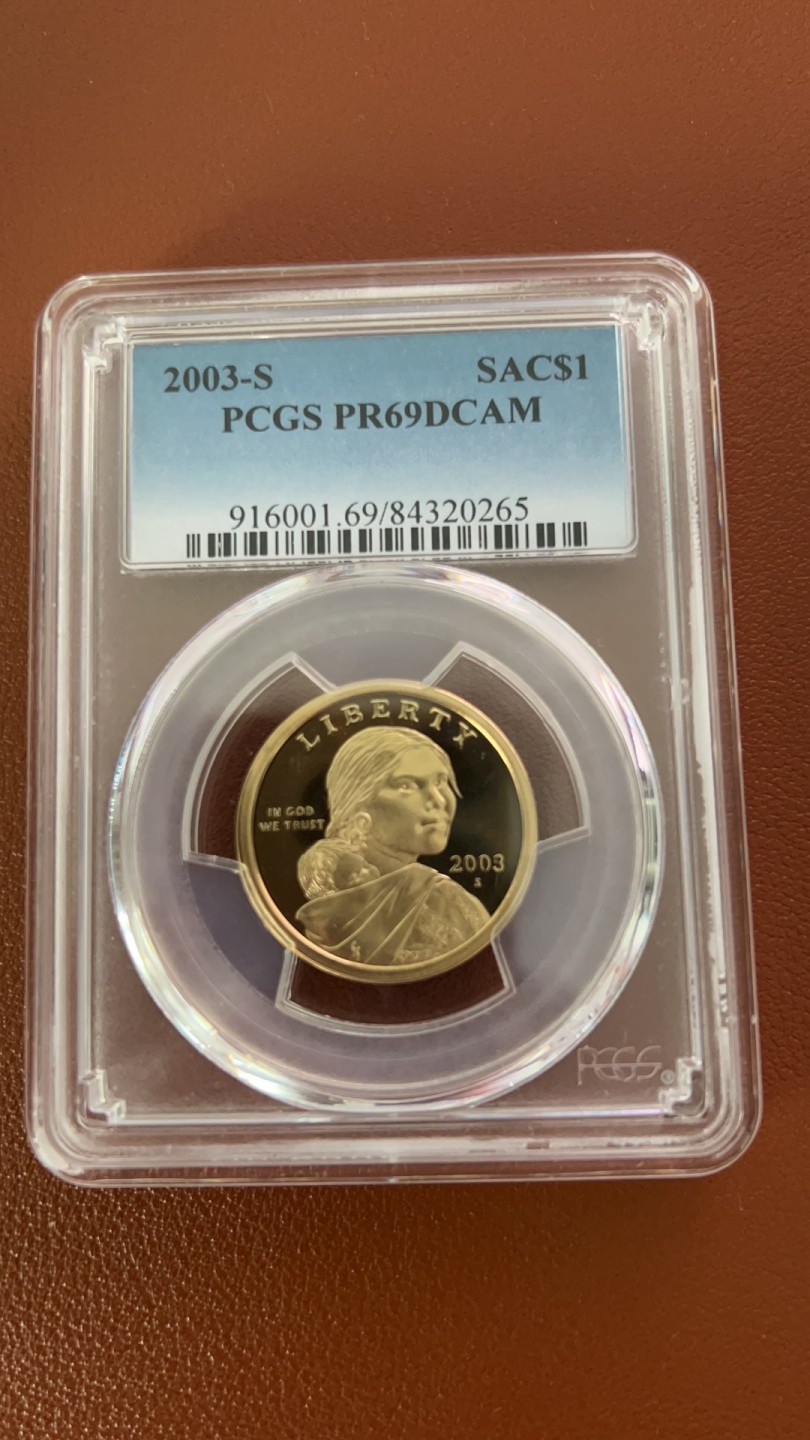 2003-S SAC$1
PCGS PR69DCAM
916001.69/84320265
LIBERTY
IN GOD
WE TRUST
2003
S
PCGS